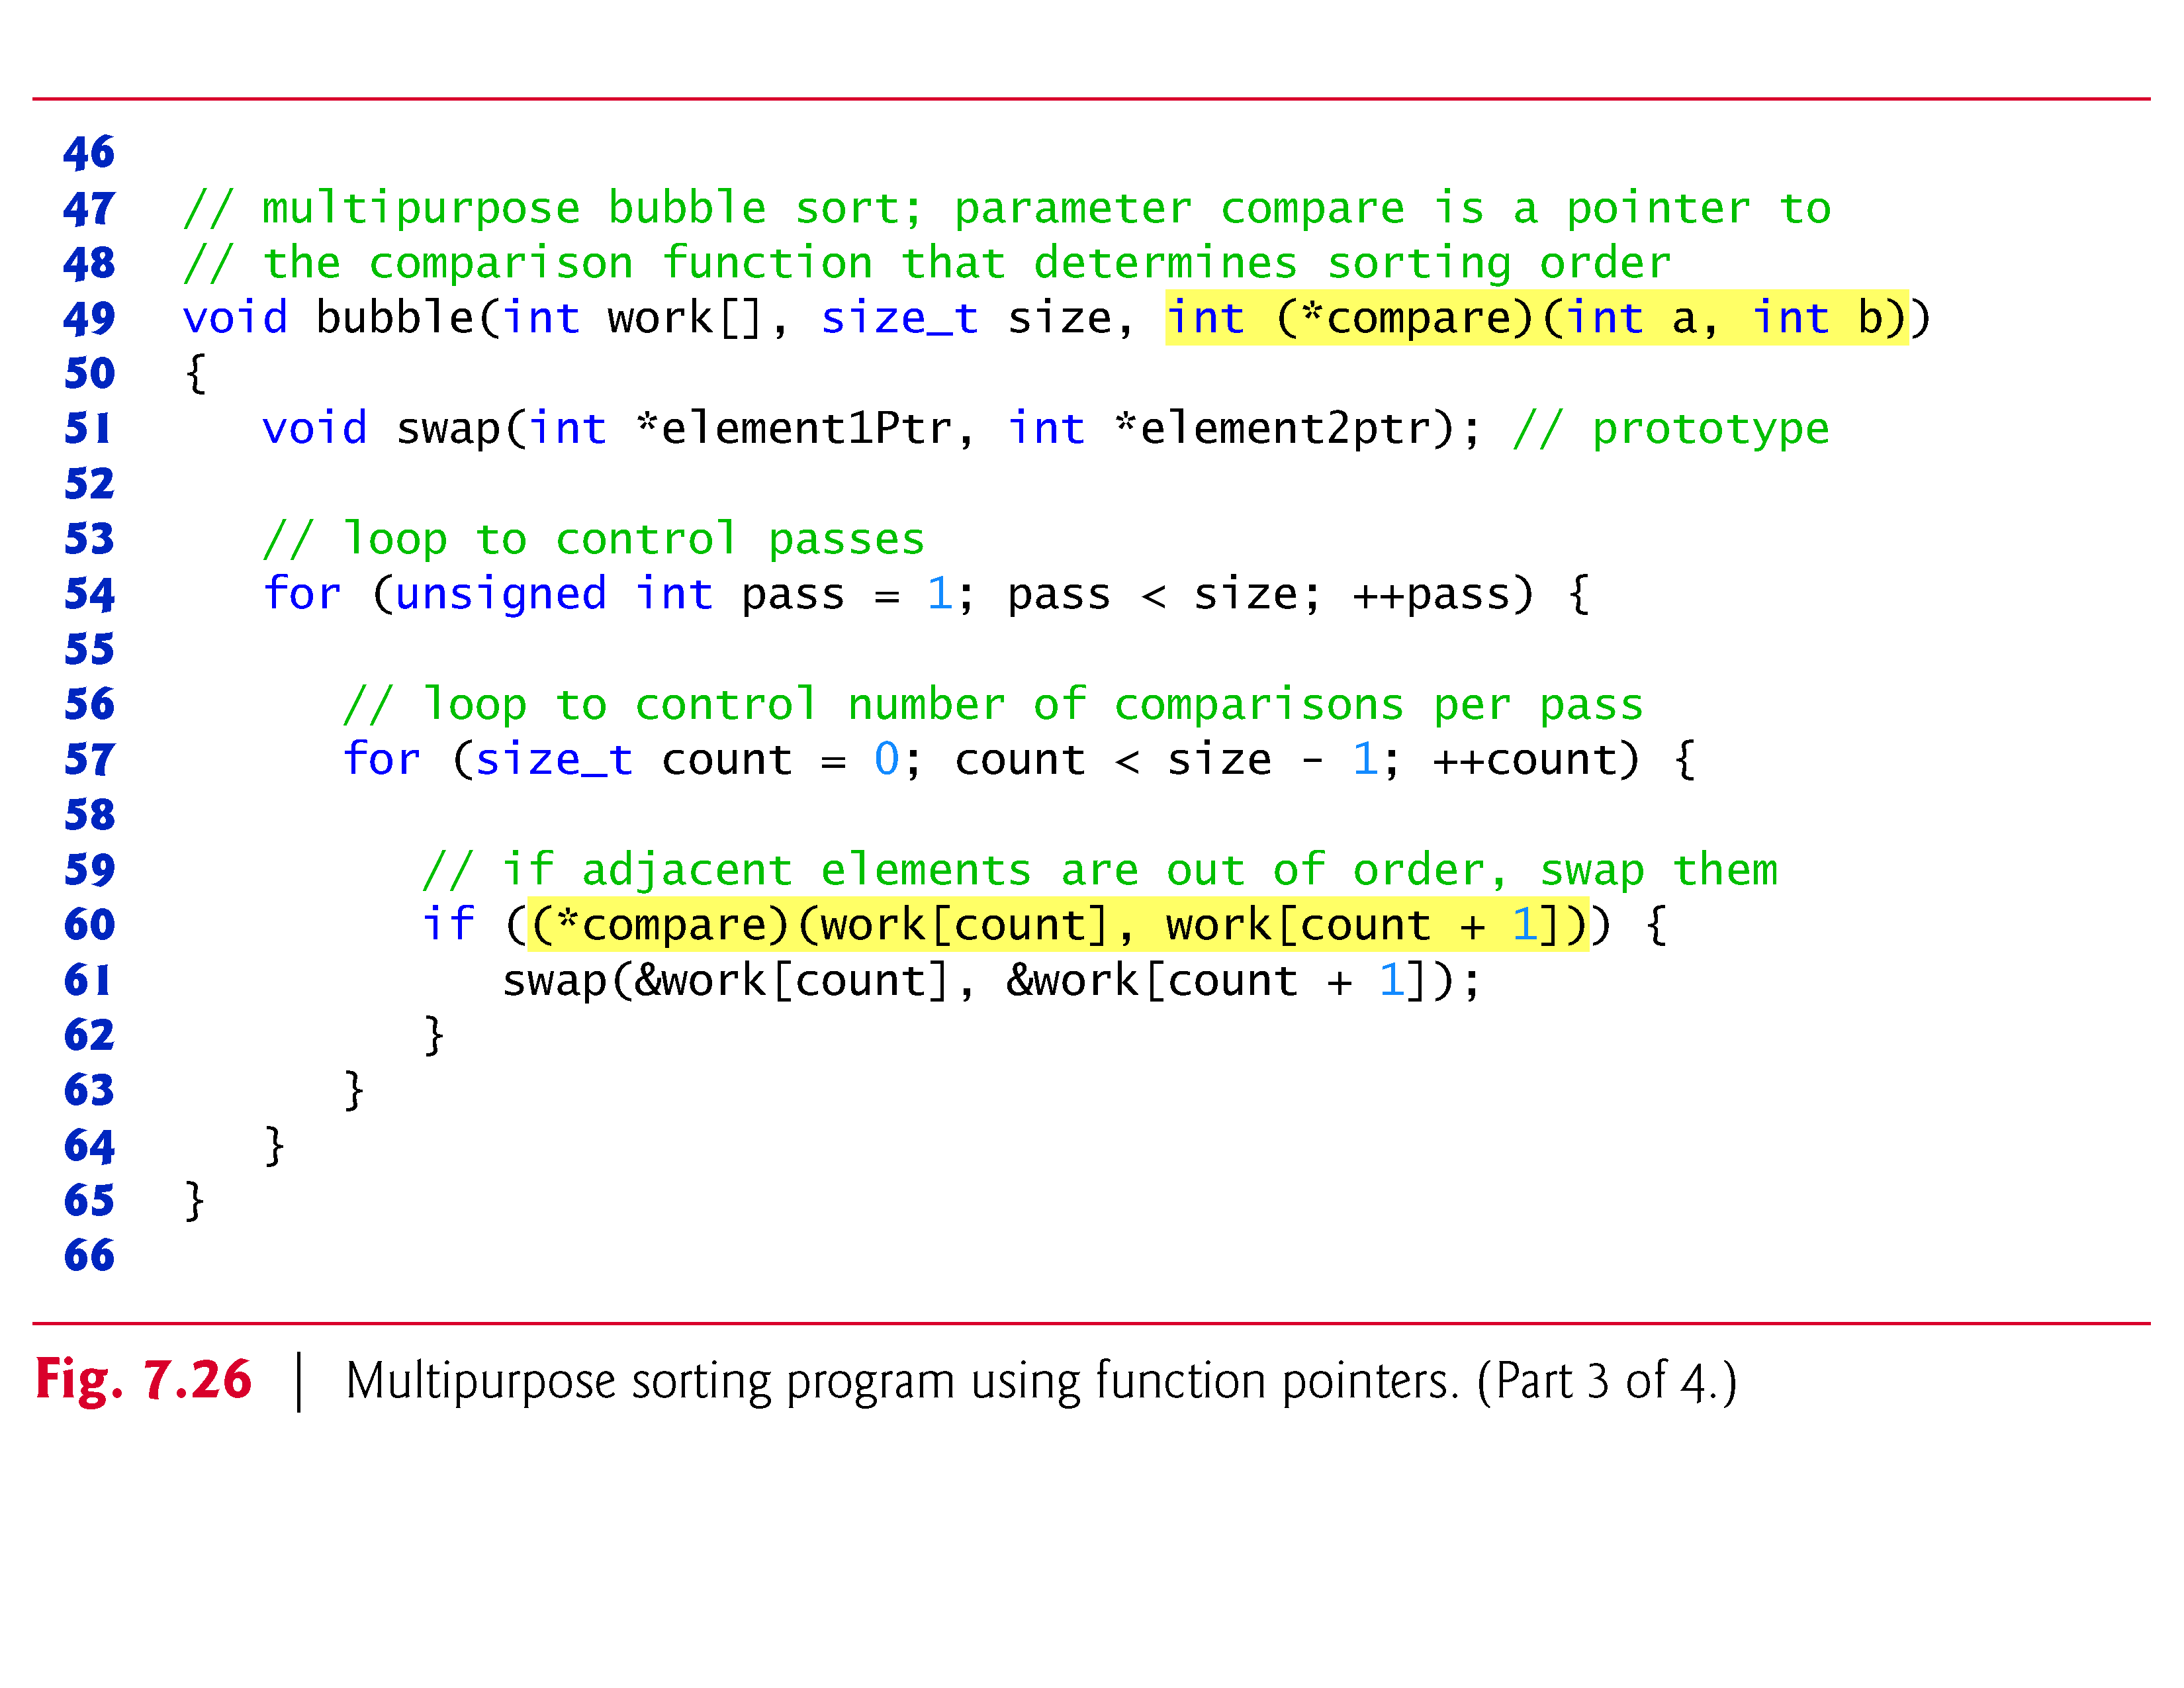 46
47 // multipurpose bubble sort; parameter compare is a pointer to
48 // the comparison function that determines sorting order
49 void bubble(int work[], size_t size, int (*compare)(int a, int b))
50 {
51 void swap(int *element1Ptr, int *element2ptr); // prototype
52
53 // loop to control passes
54 for (unsigned int pass = 1; pass < size; ++pass) {
55
56 // loop to control number of comparisons per pass
57 for (size_t count = 0; count < size - 1; ++count) {
58
59 // if adjacent elements are out of order, swap them
60 if ((*compare)(work[count], work[count + 1])) {
61 swap(&work[count], &work[count + 1]);
62 }
63 }
64 }
65 }
66
Fig. 7.26 | Multipurpose sorting program using function pointers. (Part 3 of 4.)